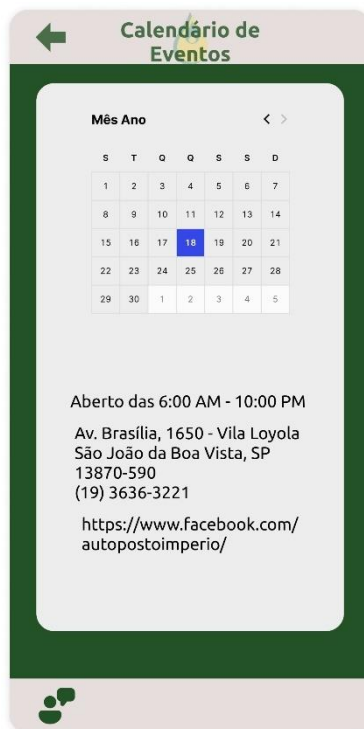 Calendário de
Eventos
Mês Ano
S T Q Q S S D
1 2 3 4 5 6 7
8 9 10 11 12 13 14
15 16 17 18 19 20 21
22 23 24 25 26 27 28
29 30 1 2 3 4 5
Aberto das 6:00 AM - 10:00 PM
Av. Brasília, 1650 - Vila Loyola
São João da Boa Vista, SP
13870-590
(19) 3636-3221
https://www.facebook.com/
autopostoimperio/